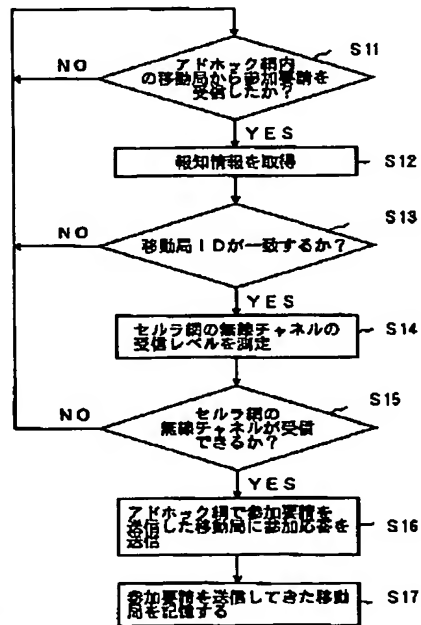 S11
アドホック網内
の移動局から参加要請を
受信したか?
NO
YES
報知情報を取得
S12
S13
移動局IDが一致するか?
NO
YES
セルラ網の無線チャネルの
受信レベルを測定
S14
S15
セルラ網の
無線チャネルが受信
できるか?
NO
YES
アドホック網で参加要請を
送信した移動局に参加応答を
送信
S16
参加要請を送信してきた移動
局を記憶する
S17